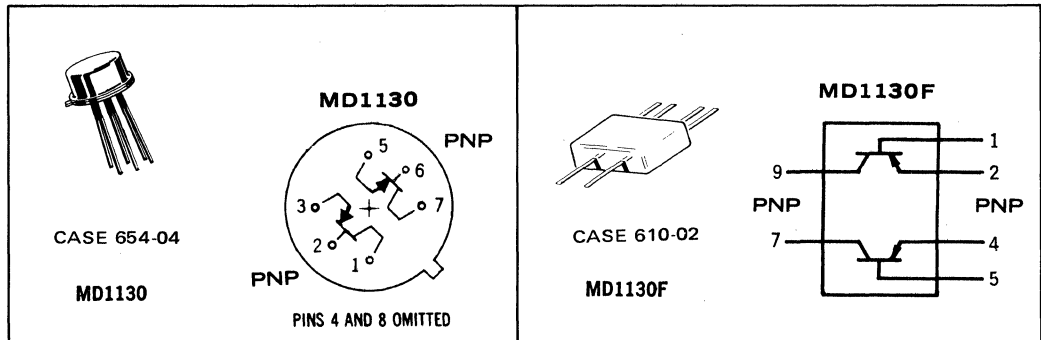 MD1130
PNP
5
6
3
7
2
1
PNP
CASE 654-04
MD1130
PINS 4 AND 8 OMITTED
MD1130F
1
9
2
PNP
PNP
7
4
5
CASE 610-02
MD1130F